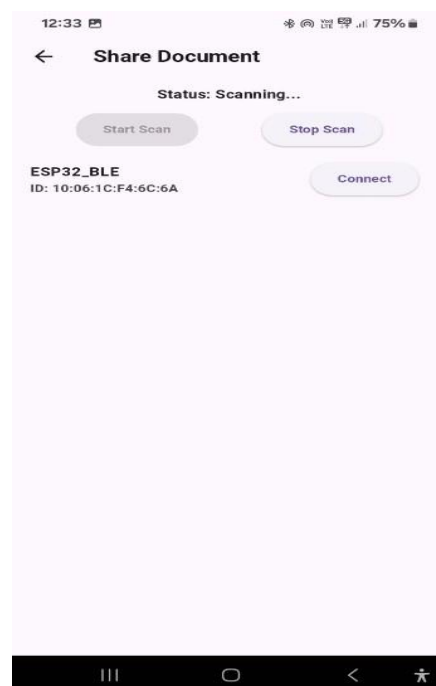 12:33 75%
Share Document
Status: Scanning...
Start Scan Stop Scan
ESP32_BLE
ID: 10:06:1C:F4:6C:6A
Connect